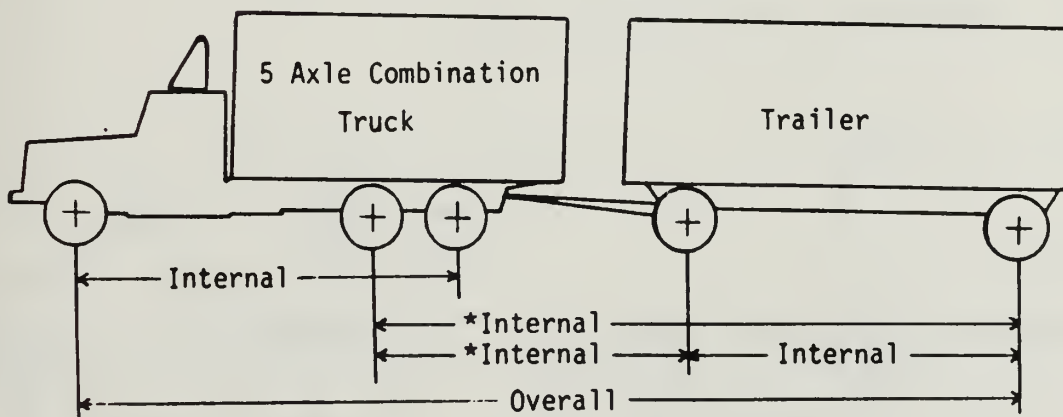 5 Axle Combination
Truck
Trailer
Internal
*Internal
*Internal
Internal
Overall